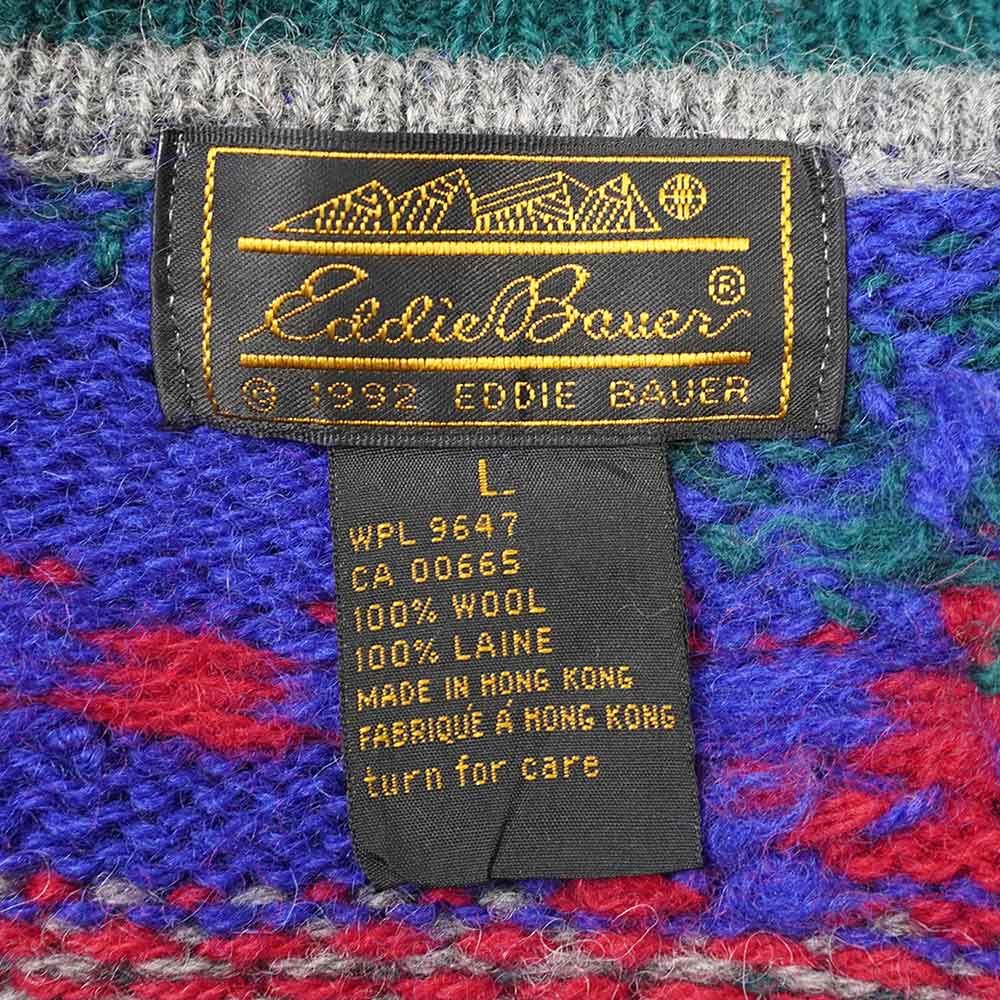 Eddie Bauer ®
© 1992 EDDIE BAUER
L
WPL 9647
CA 00665
100% WOOL
100% LAINE
MADE IN HONG KONG
FABRIQUÉ Á HONG KONG
turn for care